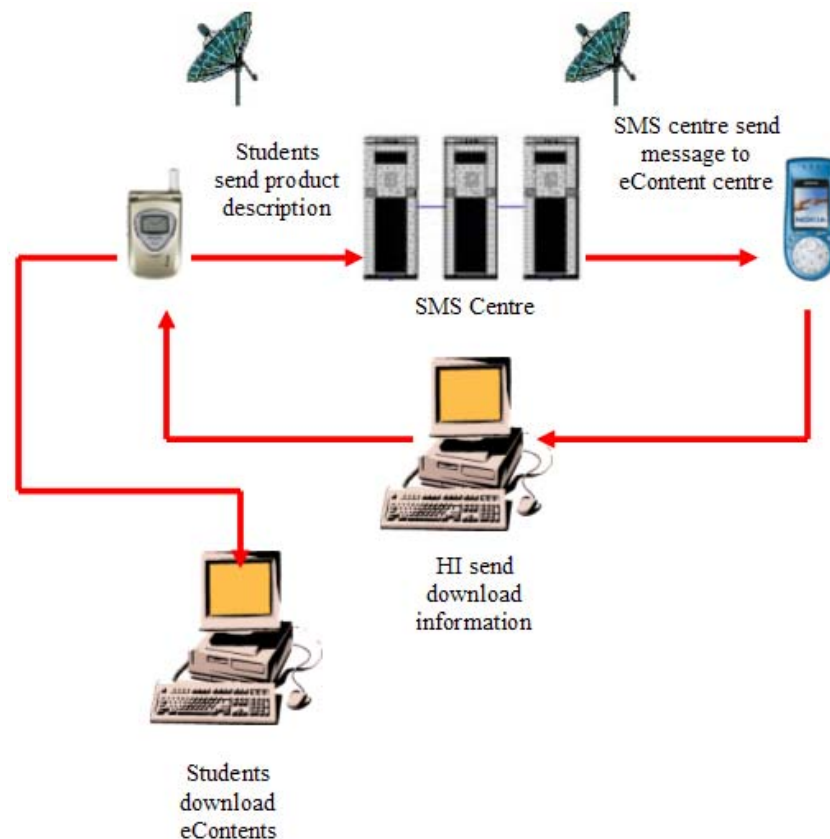 Students
send product
description
SMS centre send
message to
eContent centre
NOKIA
SMS Centre
HI send
download
information
Students
download
eContents